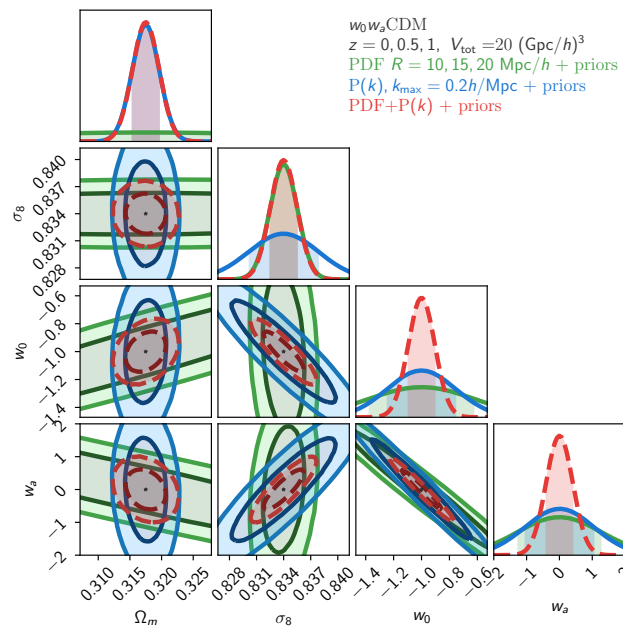 w₀wₐCDM
z = 0, 0.5, 1, V_tot =20 (Gpc/h)³
PDF R = 10, 15, 20 Mpc/h + priors
P(k), k_max = 0.2h/Mpc + priors
PDF+P(k) + priors
0.840
0.837
0.834
0.831
0.828
σ₈
−0.6
−0.8
−1.0
−1.2
−1.4
w₀
2
1
0
−1
−2
wₐ
0.310 0.315 0.320 0.325
0.828 0.831 0.834 0.837 0.840
−1.4 −1.0 −0.8 −0.6
−2 −1 0 1 2
Ωₘ
σ₈
w₀
wₐ